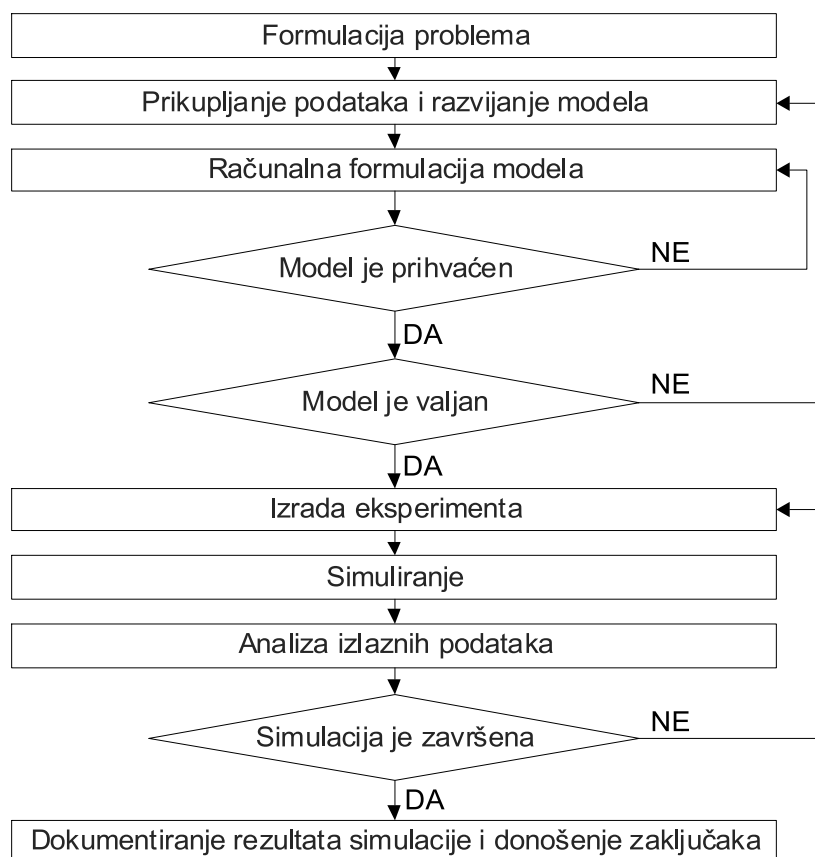 Formulacija problema
Prikupljanje podataka i razvijanje modela
Računalna formulacija modela
Model je prihvaćen
NE
DA
Model je valjan
NE
DA
Izrada eksperimenta
Simuliranje
Analiza izlaznih podataka
Simulacija je završena
NE
DA
Dokumentiranje rezultata simulacije i donošenje zaključaka